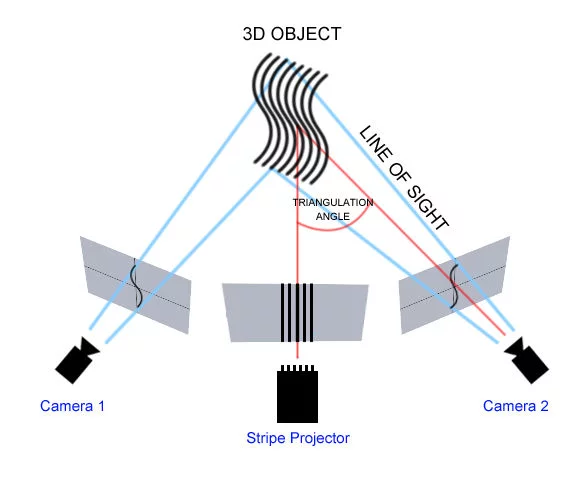 3D OBJECT
LINE OF SIGHT
TRIANGULATION
ANGLE
Camera 1
Camera 2
Stripe Projector